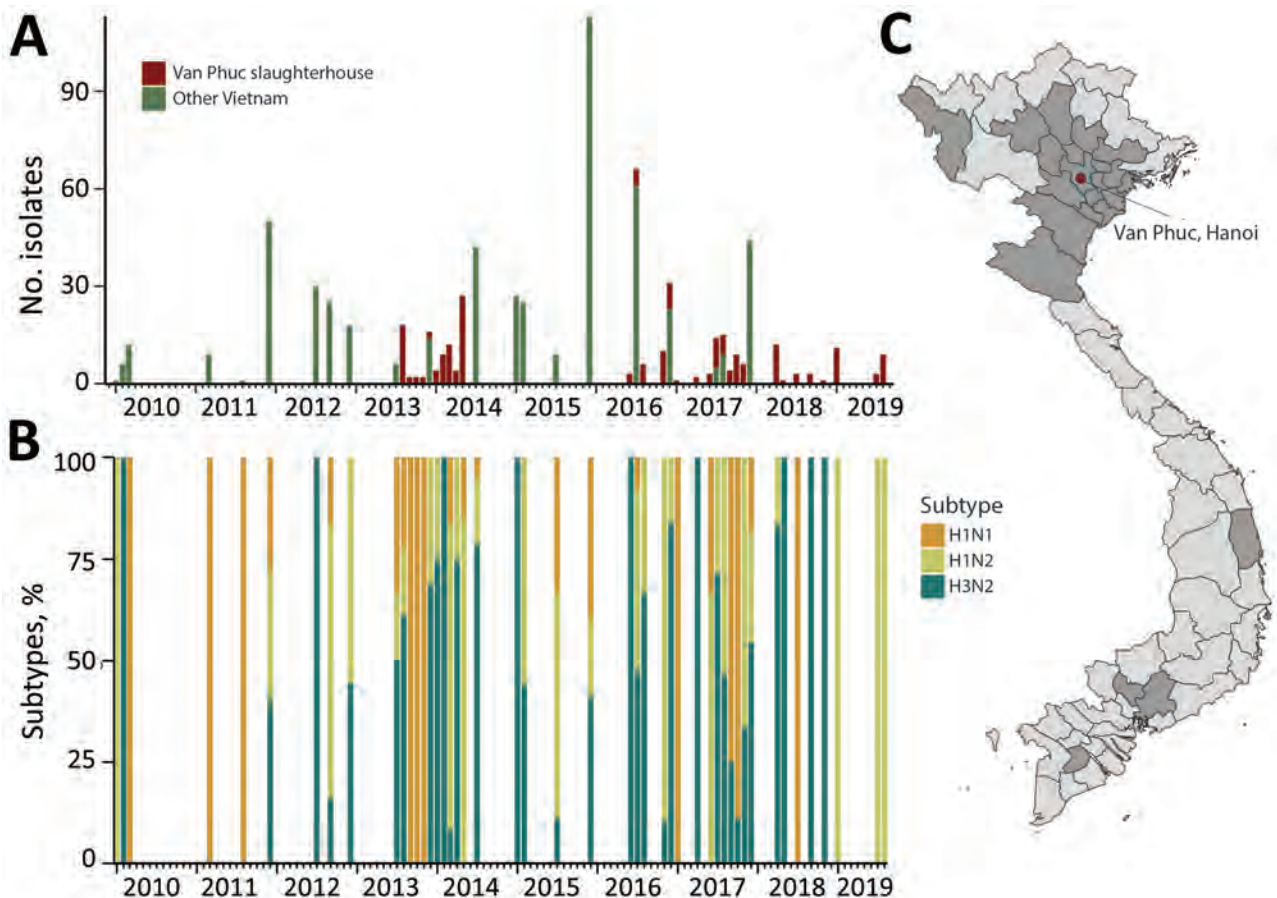 A
Van Phuc slaughterhouse
Other Vietnam
No. isolates
90
60
30
0
2010 2011 2012 2013 2014 2015 2016 2017 2018 2019
B
Subtypes, %
100
75
50
25
0
2010 2011 2012 2013 2014 2015 2016 2017 2018 2019
Subtype
H1N1
H1N2
H3N2
C
Van Phuc, Hanoi